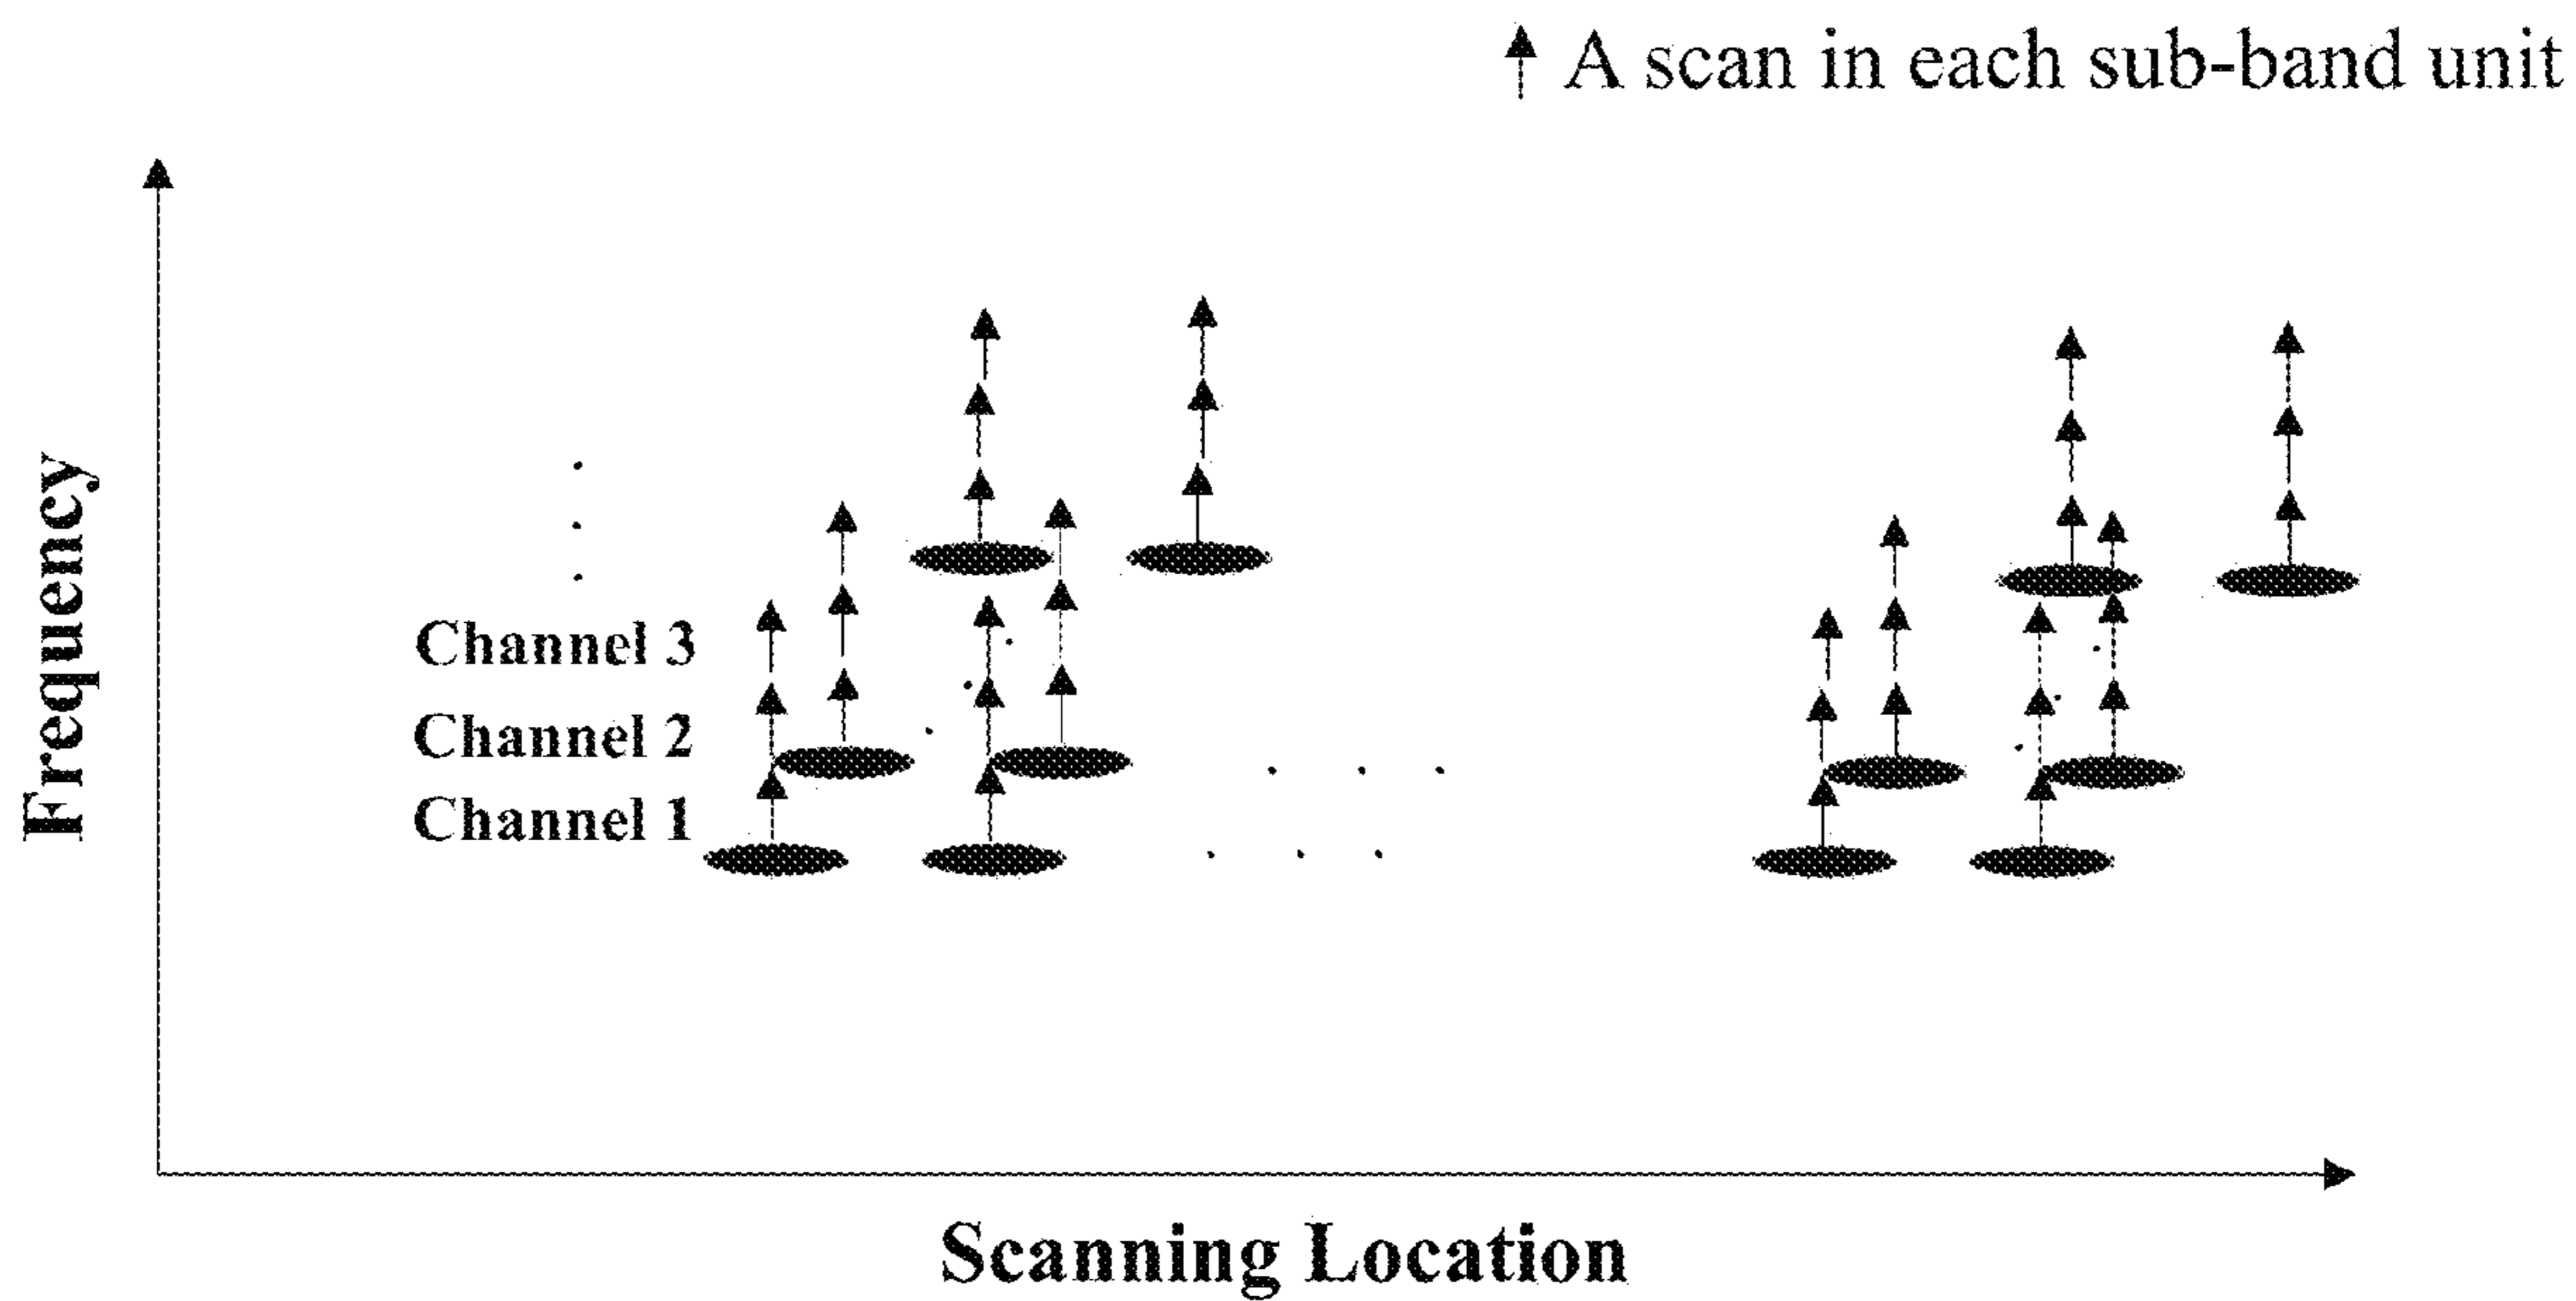 A scan in each sub-band unit
Frequency
Channel 3
Channel 2
Channel 1
Scanning Location